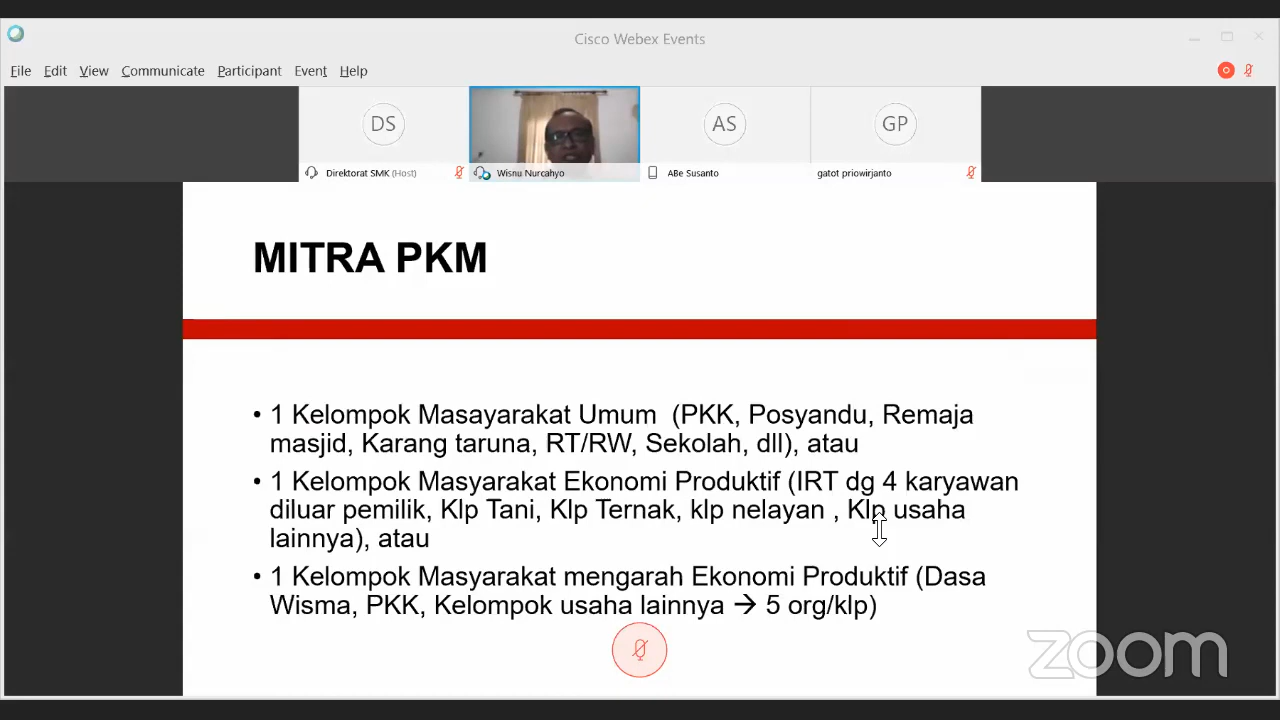 Cisco Webex Events
File Edit View Communicate Participant Event Help
DS
AS
GP
Direktorat SMK (Host)
Wisnu Nurcahyo
ABe Susanto
gatot priowirjanto
MITRA PKM
• 1 Kelompok Masayarakat Umum (PKK, Posyandu, Remaja
masjid, Karang taruna, RT/RW, Sekolah, dll), atau
• 1 Kelompok Masyarakat Ekonomi Produktif (IRT dg 4 karyawan
diluar pemilik, Klp Tani, Klp Ternak, klp nelayan , Klp usaha
lainnya), atau
• 1 Kelompok Masyarakat mengarah Ekonomi Produktif (Dasa
Wisma, PKK, Kelompok usaha lainnya → 5 org/klp)
zoom